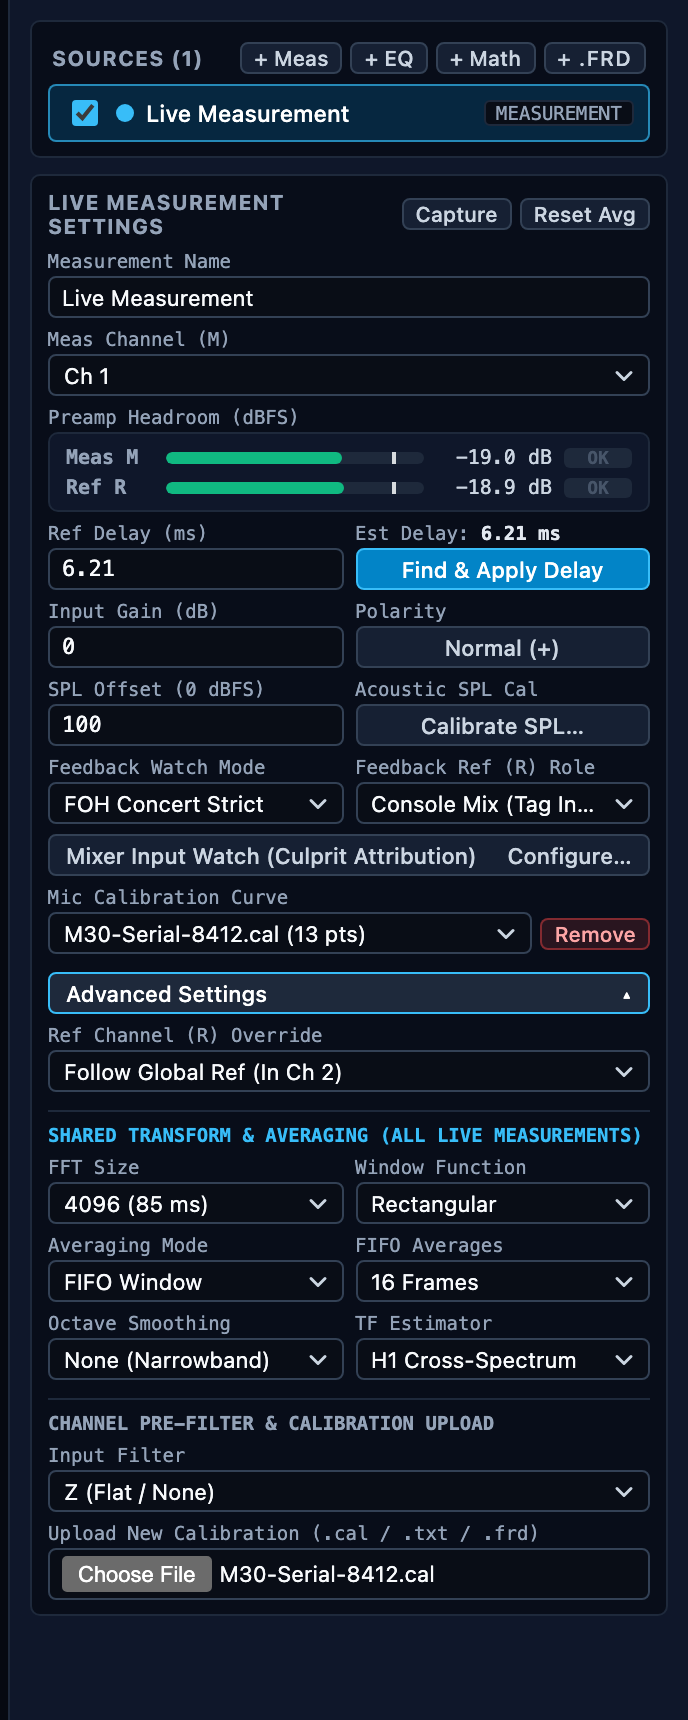 SOURCES (1) + Meas + EQ + Math + .FRD
Live Measurement MEASUREMENT
LIVE MEASUREMENT
SETTINGS
Capture Reset Avg
Measurement Name
Live Measurement
Meas Channel (M)
Ch 1
Preamp Headroom (dBFS)
Meas M -19.0 dB OK
Ref R -18.9 dB OK
Ref Delay (ms) Est Delay: 6.21 ms
6.21 Find & Apply Delay
Input Gain (dB) Polarity
0 Normal (+)
SPL Offset (0 dBFS) Acoustic SPL Cal
100 Calibrate SPL...
Feedback Watch Mode Feedback Ref (R) Role
FOH Concert Strict Console Mix (Tag In...
Mixer Input Watch (Culprit Attribution) Configure...
Mic Calibration Curve
M30-Serial-8412.cal (13 pts) Remove
Advanced Settings ▲
Ref Channel (R) Override
Follow Global Ref (In Ch 2)
SHARED TRANSFORM & AVERAGING (ALL LIVE MEASUREMENTS)
FFT Size Window Function
4096 (85 ms) Rectangular
Averaging Mode FIFO Averages
FIFO Window 16 Frames
Octave Smoothing TF Estimator
None (Narrowband) H1 Cross-Spectrum
CHANNEL PRE-FILTER & CALIBRATION UPLOAD
Input Filter
Z (Flat / None)
Upload New Calibration (.cal / .txt / .frd)
Choose File M30-Serial-8412.cal